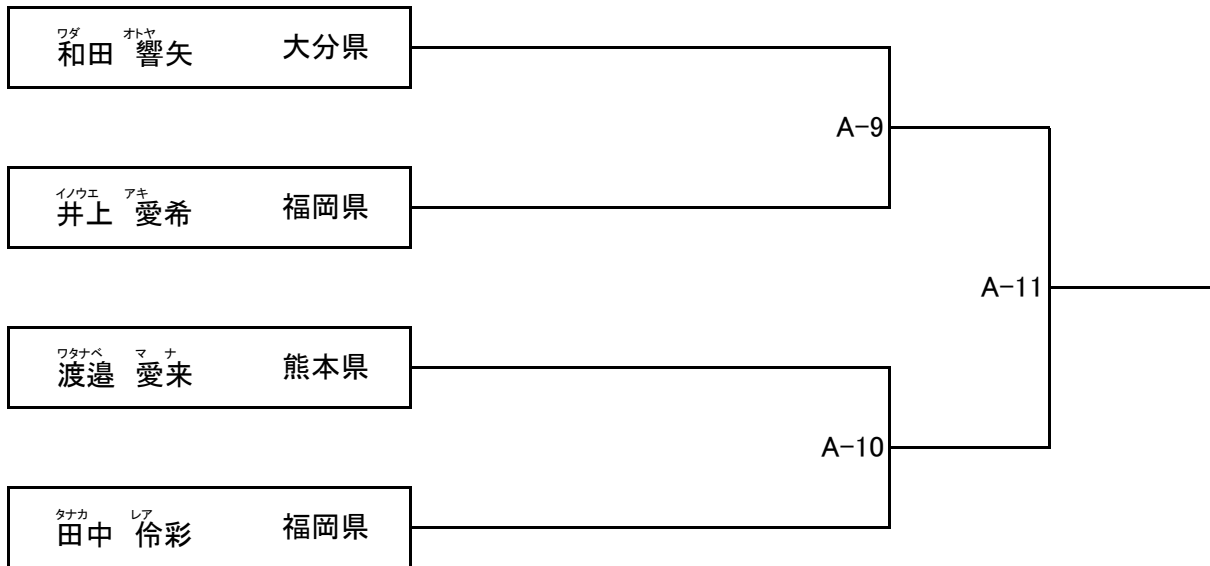 ワダ オトヤ
和田 響矢 大分県
A-9
イノウエ アキ
井上 愛希 福岡県
A-11
ワタナベ マ ナ
渡邉 愛来 熊本県
A-10
タナカ レア
田中 伶彩 福岡県